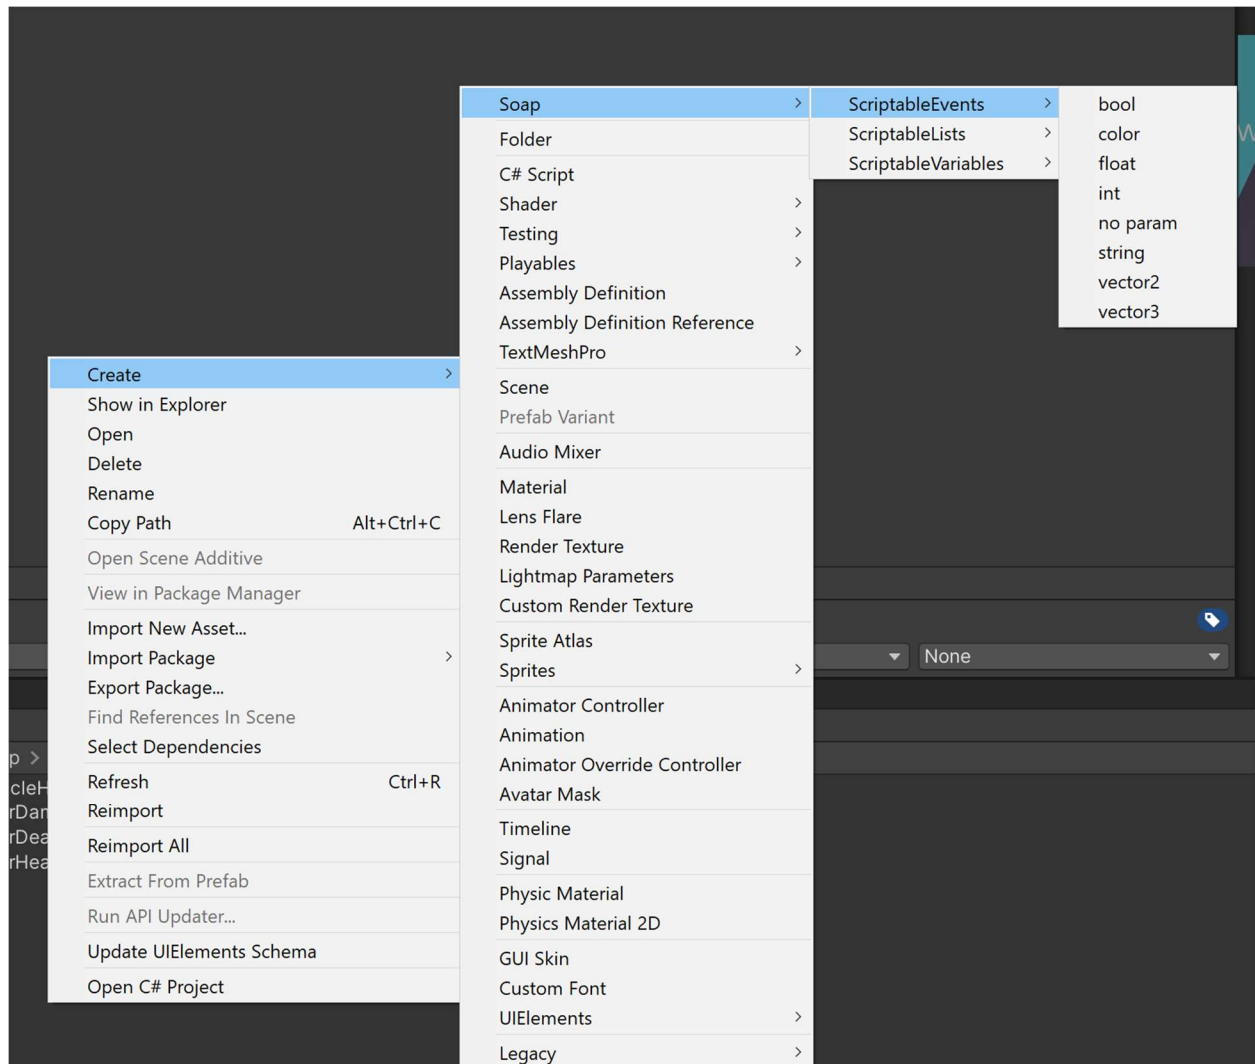 Soap
Folder
C# Script
Shader
Testing
Playables
Assembly Definition
Assembly Definition Reference
TextMeshPro
Scene
Prefab Variant
Audio Mixer
Material
Lens Flare
Render Texture
Lightmap Parameters
Custom Render Texture
Sprite Atlas
Sprites
Animator Controller
Animation
Animator Override Controller
Avatar Mask
Timeline
Signal
Physic Material
Physics Material 2D
GUI Skin
Custom Font
UIElements
Legacy
ScriptableEvents
ScriptableLists
ScriptableVariables
bool
color
float
int
no param
string
vector2
vector3
Create
Show in Explorer
Open
Delete
Rename
Copy Path Alt+Ctrl+C
Open Scene Additive
View in Package Manager
Import New Asset...
Import Package
Export Package...
Find References In Scene
Select Dependencies
Refresh Ctrl+R
Reimport
Reimport All
Extract From Prefab
Run API Updater...
Update UIElements Schema
Open C# Project
None